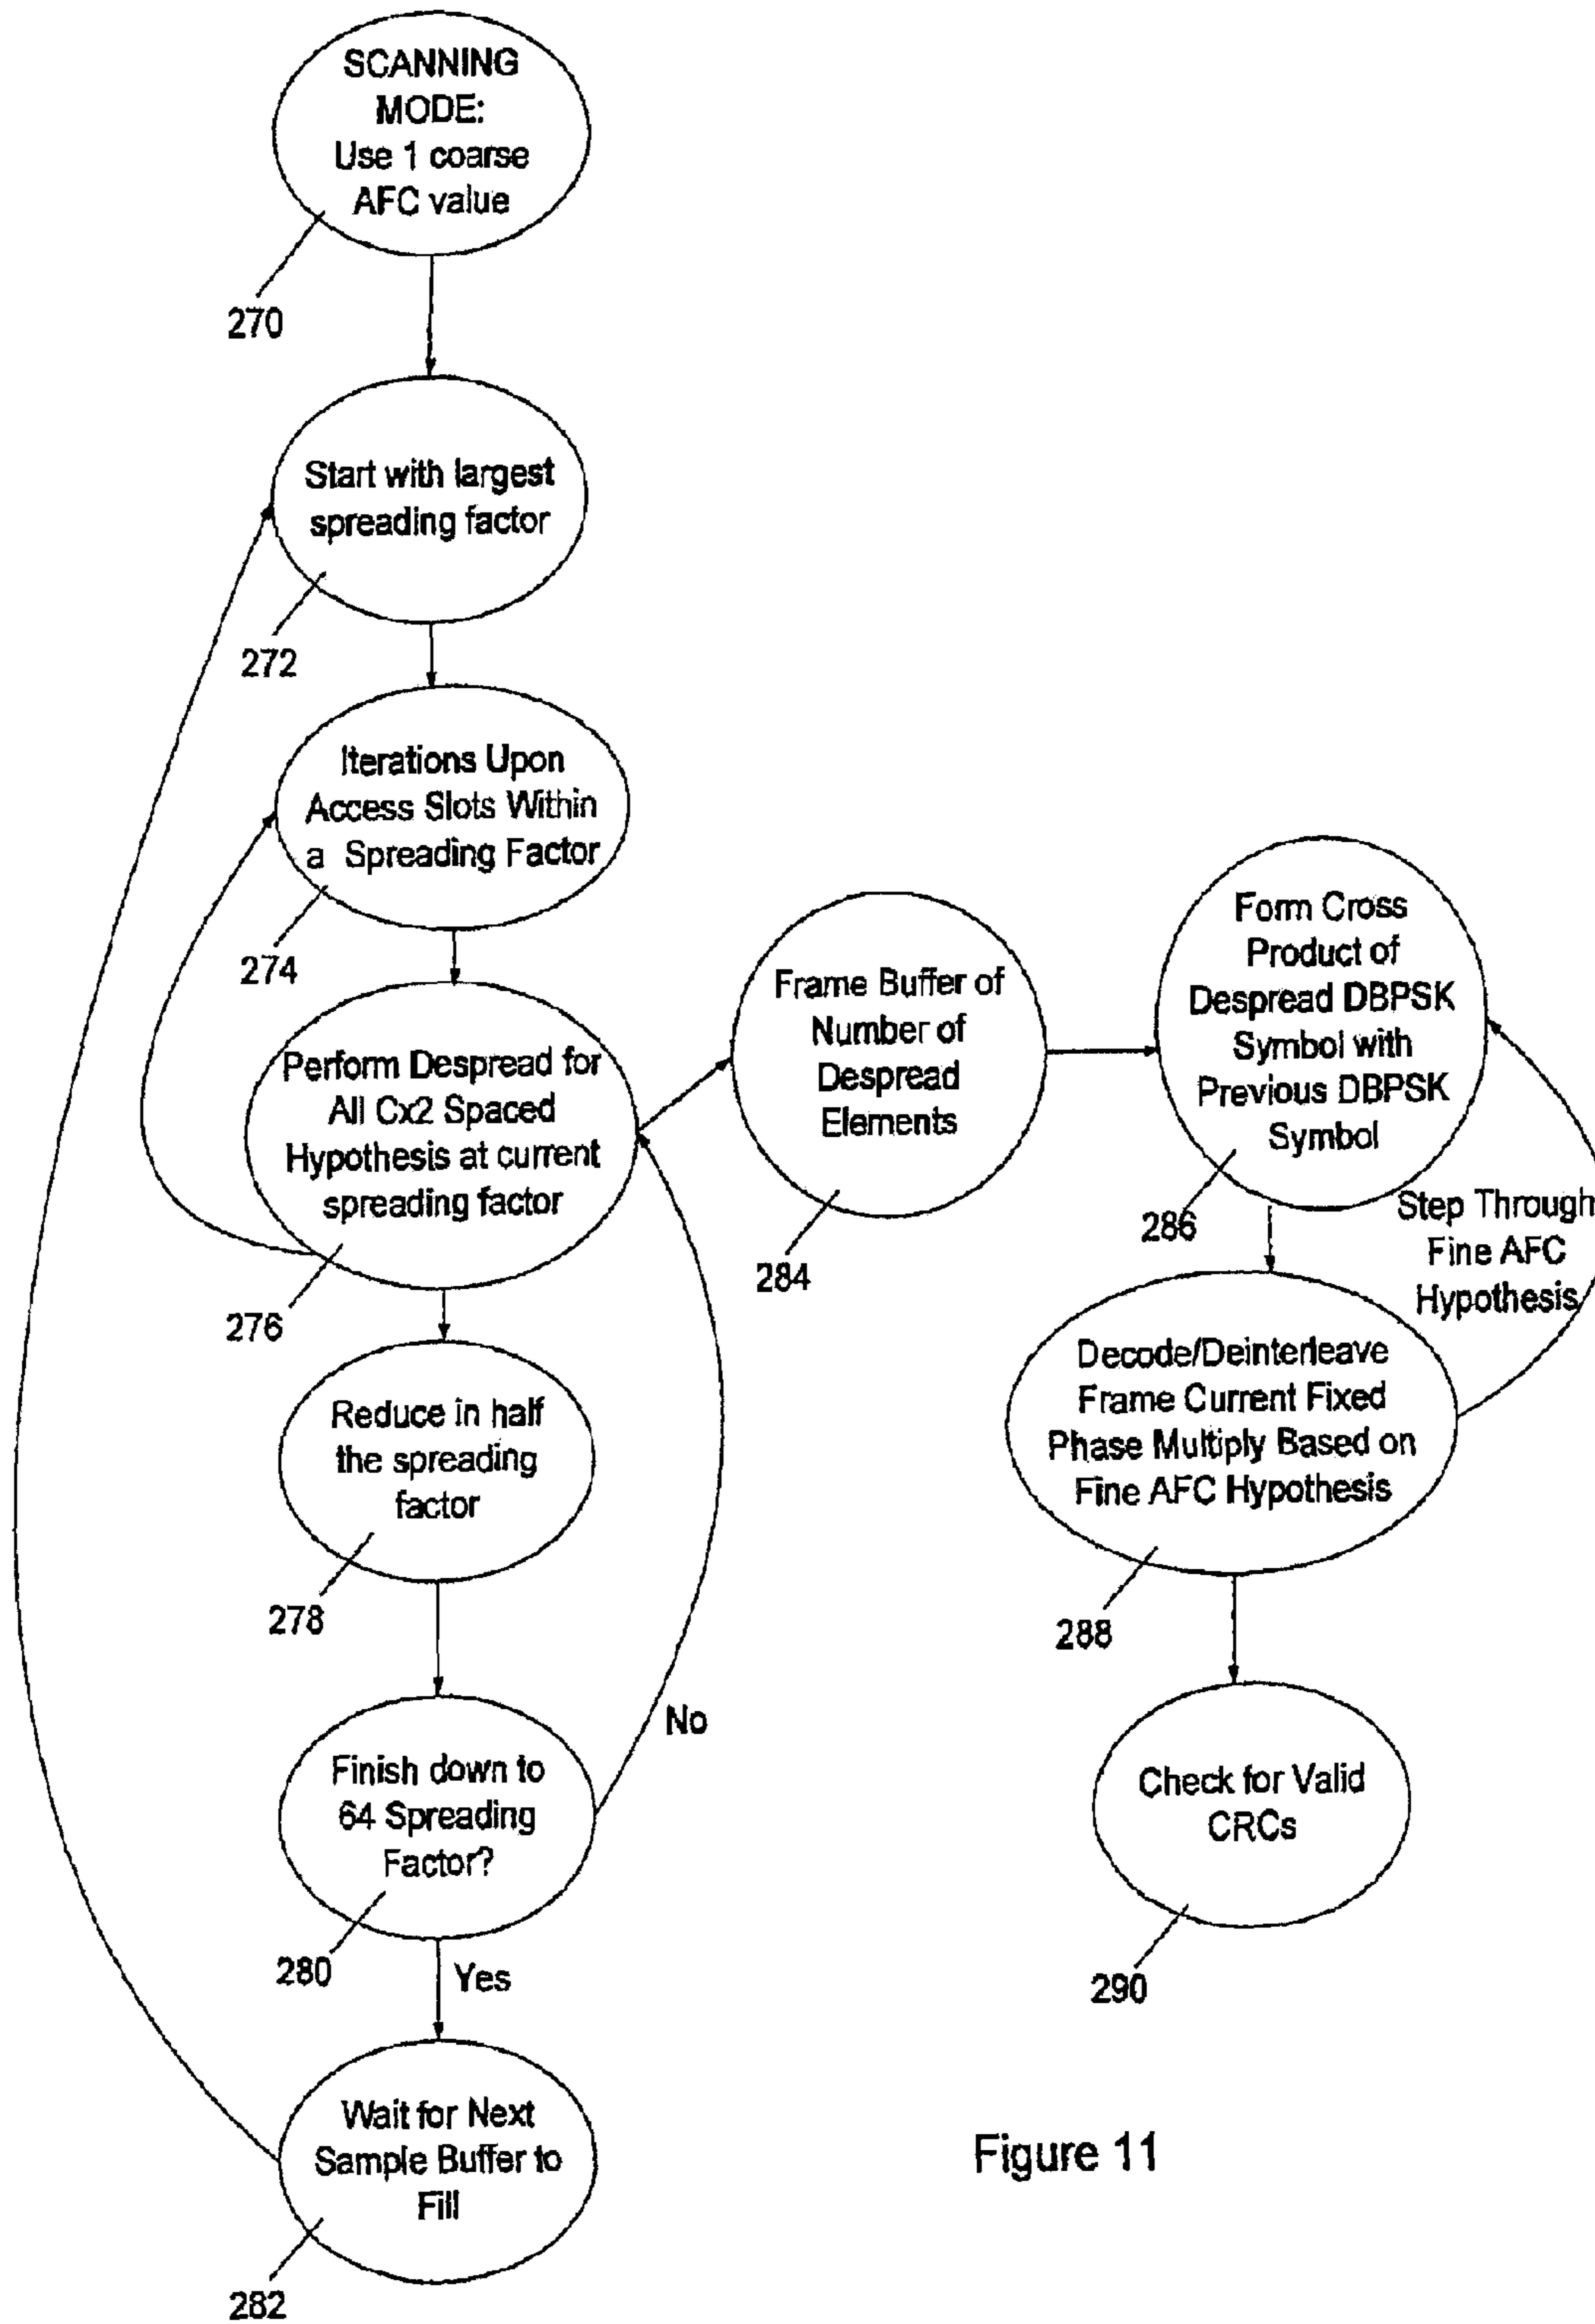 SCANNING
MODE:
Use 1 coarse
AFC value
270
Start with largest
spreading factor
272
Iterations Upon
Access Slots Within
a Spreading Factor
274
Perform Despread for
All Cx2 Spaced
Hypothesis at current
spreading factor
276
Reduce in half
the spreading
factor
278
Finish down to
64 Spreading
Factor?
280
No
Yes
Wait for Next
Sample Buffer to
Fill
282
Frame Buffer of
Number of
Despread
Elements
284
Form Cross
Product of
Despread DBPSK
Symbol with
Previous DBPSK
Symbol
286
Step Through
Fine AFC
Hypothesis
Decode/Deinterleave
Frame Current Fixed
Phase Multiply Based on
Fine AFC Hypothesis
288
Check for Valid
CRCs
290
Figure 11